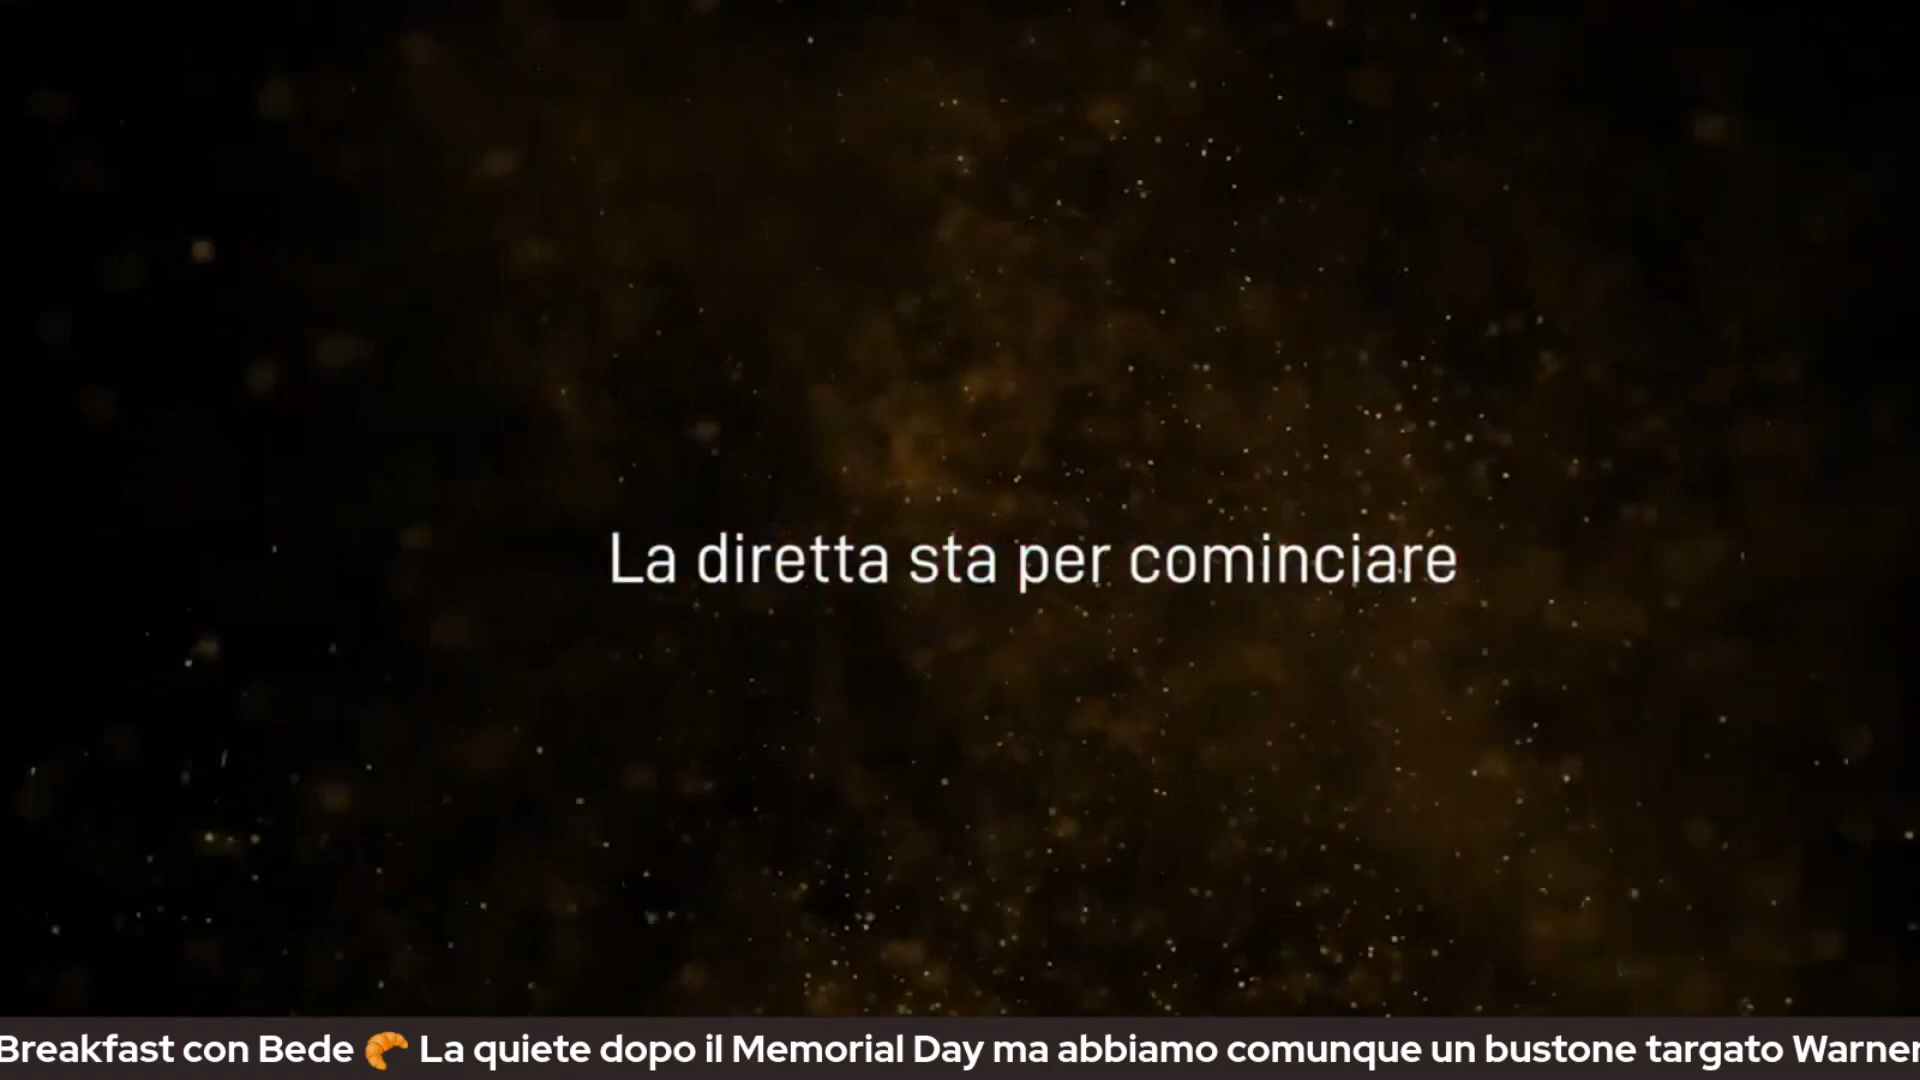 La diretta sta per cominciare
Breakfast con Bede 🥐 La quiete dopo il Memorial Day ma abbiamo comunque un bustone targato Warner